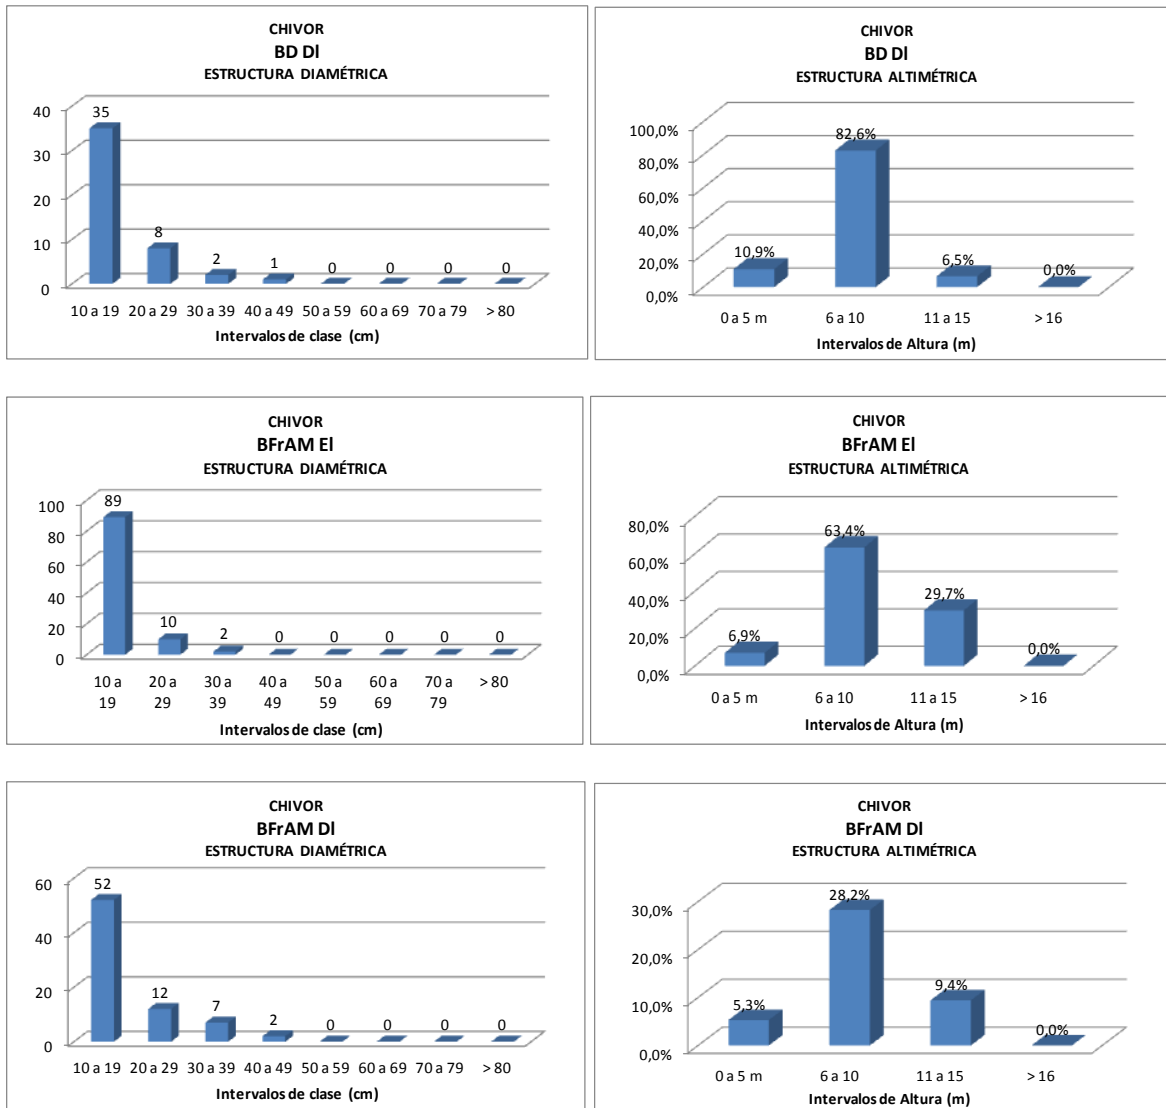 CHIVOR
BD Dl
ESTRUCTURA DIAMÉTRICA
40
30
20
10
0
35
8
2
1
0
0
0
0
10 a 19 20 a 29 30 a 39 40 a 49 50 a 59 60 a 69 70 a 79 > 80
Intervalos de clase (cm)
CHIVOR
BD Dl
ESTRUCTURA ALTIMÉTRICA
100,0%
80,0%
60,0%
40,0%
20,0%
0,0%
10,9%
82,6%
6,5%
0,0%
0 a 5 m 6 a 10 11 a 15 > 16
Intervalos de Altura (m)
CHIVOR
BFrAM El
ESTRUCTURA DIAMÉTRICA
100
80
60
40
20
0
89
10
2
0
0
0
0
0
10 a 20 a 30 a 40 a 50 a 60 a 70 a > 80
19 29 39 49 59 69 79
Intervalos de clase (cm)
CHIVOR
BFrAM El
ESTRUCTURA ALTIMÉTRICA
80,0%
60,0%
40,0%
20,0%
0,0%
6,9%
63,4%
29,7%
0,0%
0 a 5 m 6 a 10 11 a 15 > 16
Intervalos de Altura (m)
CHIVOR
BFrAM Dl
ESTRUCTURA DIAMÉTRICA
60
40
20
0
52
12
7
2
0
0
0
0
10 a 19 20 a 29 30 a 39 40 a 49 50 a 59 60 a 69 70 a 79 > 80
Intervalos de clase (cm)
CHIVOR
BFrAM Dl
ESTRUCTURA ALTIMÉTRICA
30,0%
20,0%
10,0%
0,0%
5,3%
28,2%
9,4%
0,0%
0 a 5 m 6 a 10 11 a 15 > 16
Intervalos de Altura (m)